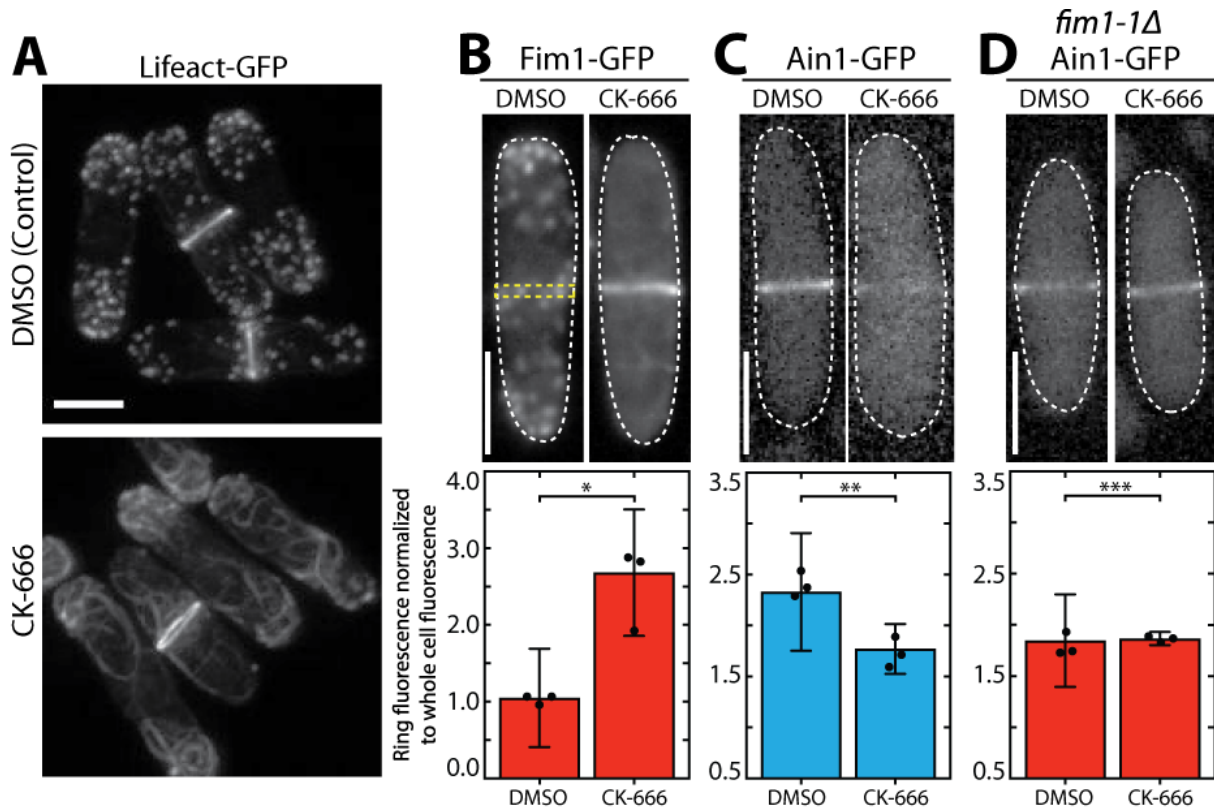 A
Lifeact-GFP
DMSO (Control)
CK-666
B
Fim1-GFP
DMSO CK-666
C
Ain1-GFP
DMSO CK-666
D
fim1-1Δ
Ain1-GFP
DMSO CK-666
Ring fluorescence normalized
to whole cell fluorescence
4.0
3.0
2.0
1.0
0.0
*
DMSO CK-666
3.5
2.5
1.5
0.5
**
DMSO CK-666
3.5
2.5
1.5
0.5
***
DMSO CK-666